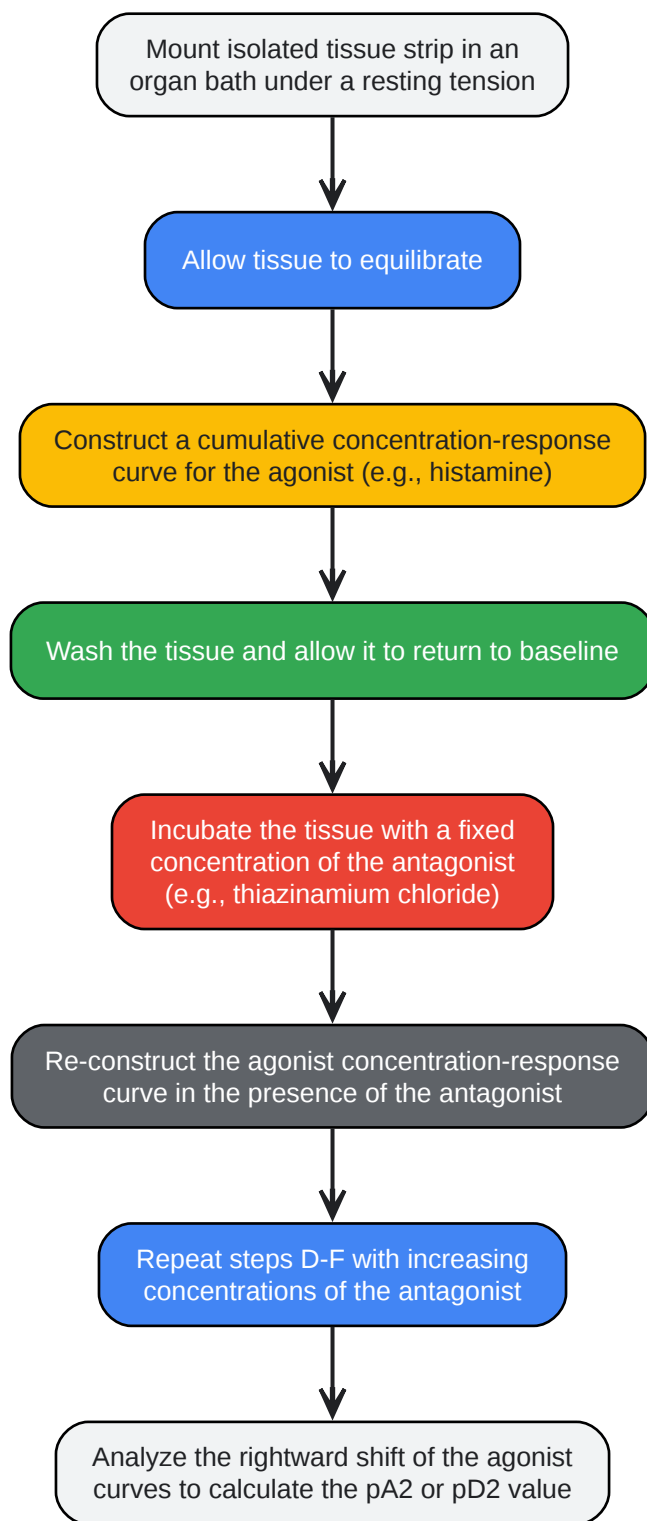 Mount isolated tissue strip in an
organ bath under a resting tension
Allow tissue to equilibrate
Construct a cumulative concentration-response
curve for the agonist (e.g., histamine)
Wash the tissue and allow it to return to baseline
Incubate the tissue with a fixed
concentration of the antagonist
(e.g., thiazinamium chloride)
Re-construct the agonist concentration-response
curve in the presence of the antagonist
Repeat steps D-F with increasing
concentrations of the antagonist
Analyze the rightward shift of the agonist
curves to calculate the pA2 or pD2 value